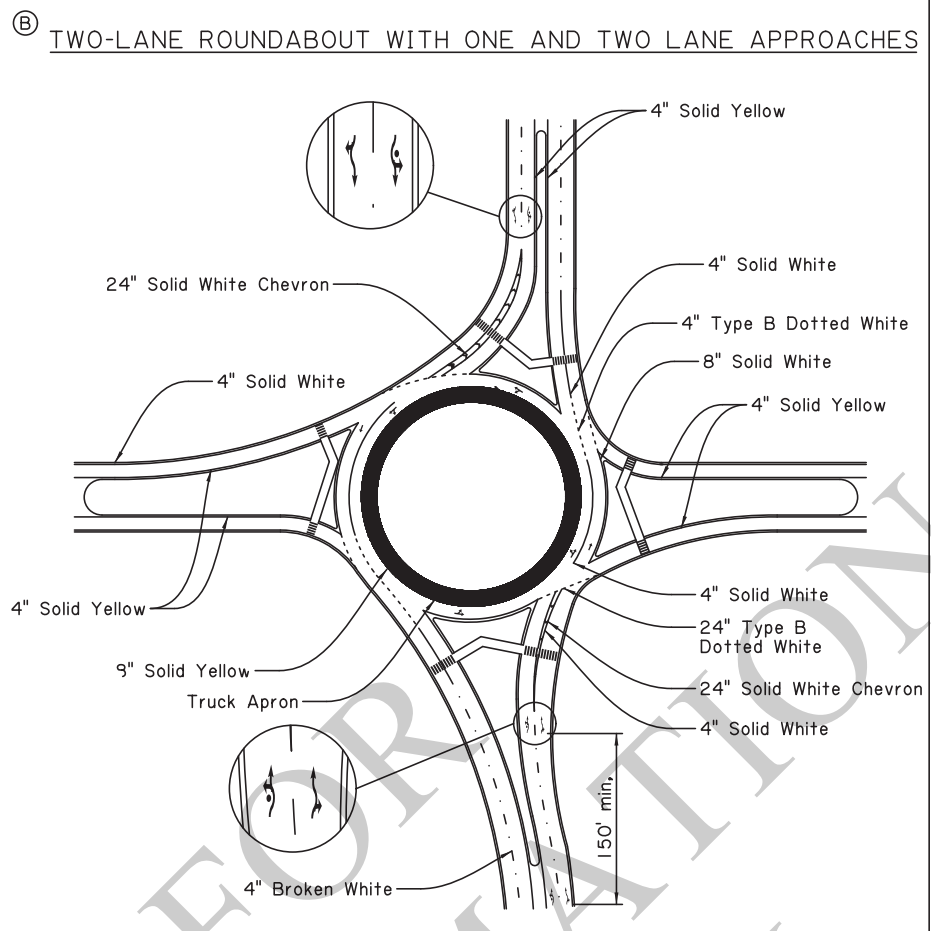 B
TWO-LANE ROUNDABOUT WITH ONE AND TWO LANE APPROACHES
4" Solid Yellow
4" Solid White
24" Solid White Chevron
4" Type B Dotted White
8" Solid White
4" Solid White
4" Solid Yellow
4" Solid Yellow
4" Solid White
24" Type B
Dotted White
Solid Yellow
24" Solid White Chevron
Truck Apron
4" Solid White
150' min.
4" Broken White
FOR
MATION